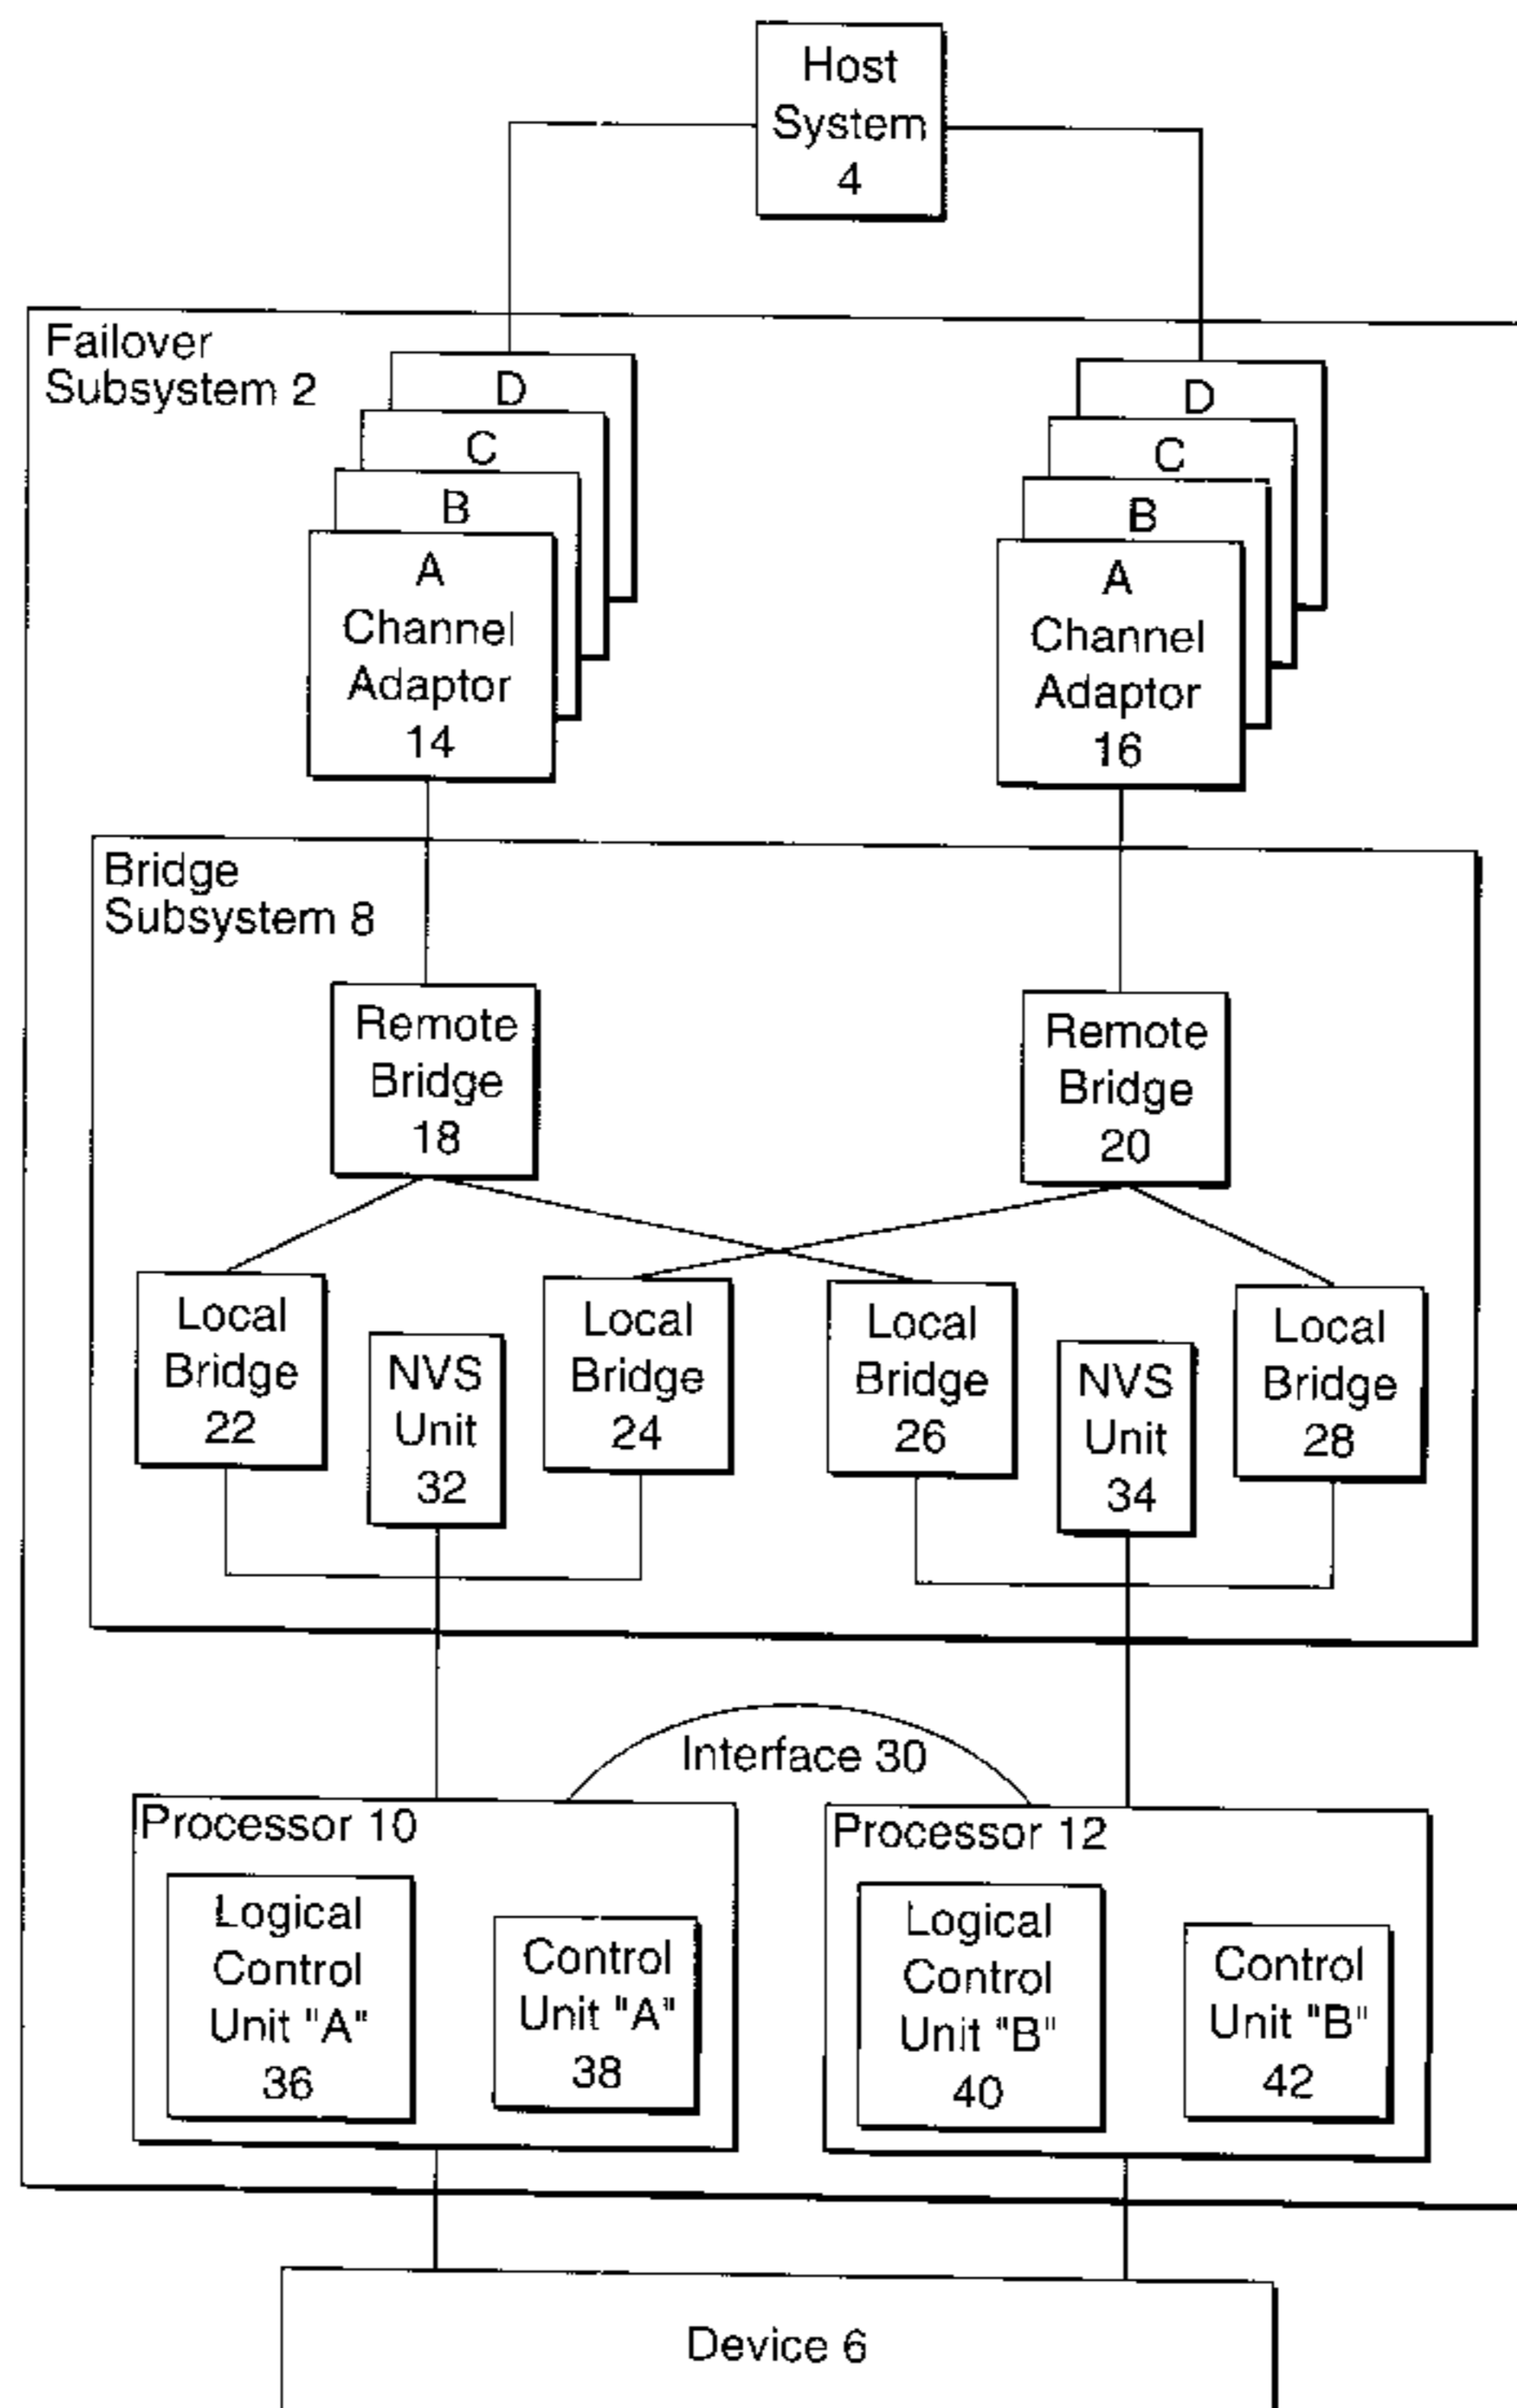 Host
System
4
Failover
Subsystem 2
D
C
B
A
Channel
Adaptor
14
D
C
B
A
Channel
Adaptor
16
Bridge
Subsystem 8
Remote
Bridge
18
Remote
Bridge
20
Local
Bridge
22
NVS
Unit
32
Local
Bridge
24
Local
Bridge
26
NVS
Unit
34
Local
Bridge
28
Interface 30
Processor 10
Logical
Control
Unit "A"
36
Control
Unit "A"
38
Processor 12
Logical
Control
Unit "B"
40
Control
Unit "B"
42
Device 6